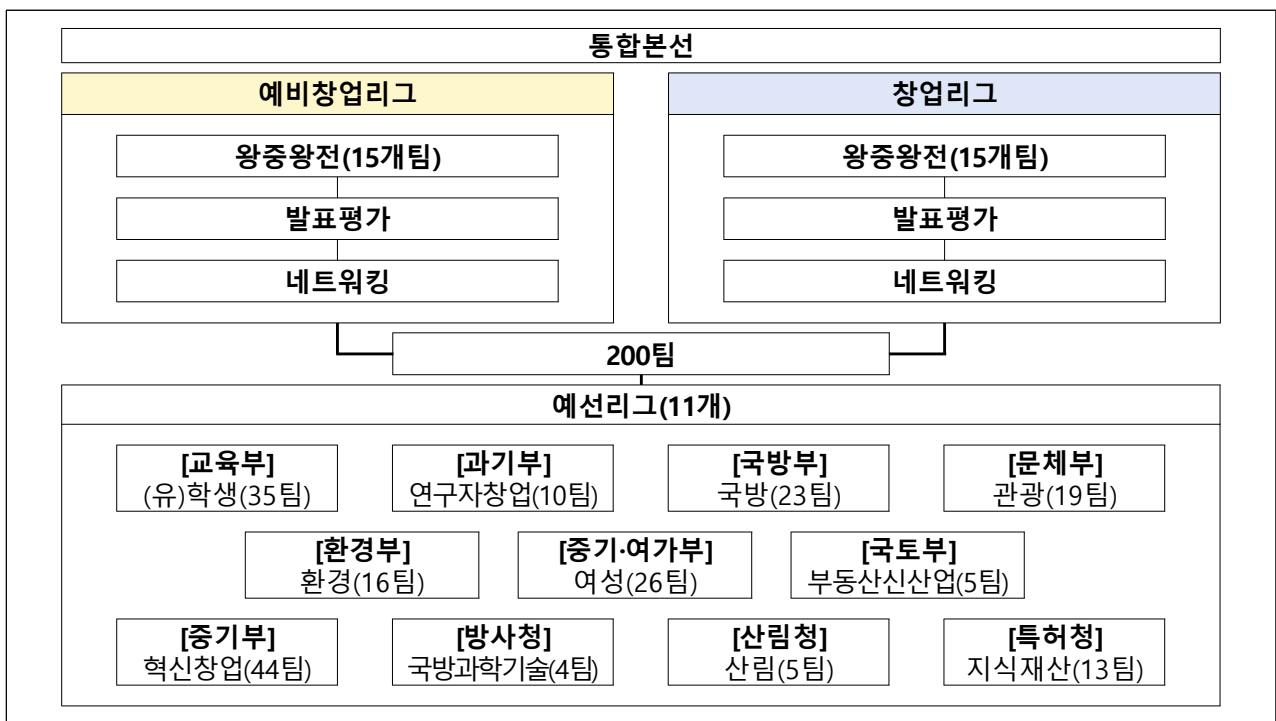 통합본선
예비창업리그
창업리그
왕중왕전(15개팀)
왕중왕전(15개팀)
발표평가
발표평가
네트워킹
네트워킹
200팀
예선리그(11개)
[교육부]
(유)학생(35팀)
[과기부]
연구자창업(10팀)
[국방부]
국방(23팀)
[문체부]
관광(19팀)
[환경부]
환경(16팀)
[중기·여가부]
여성(26팀)
[국토부]
부동산신산업(5팀)
[중기부]
혁신창업(44팀)
[방사청]
국방과학기술(4팀)
[산림청]
산림(5팀)
[특허청]
지식재산(13팀)